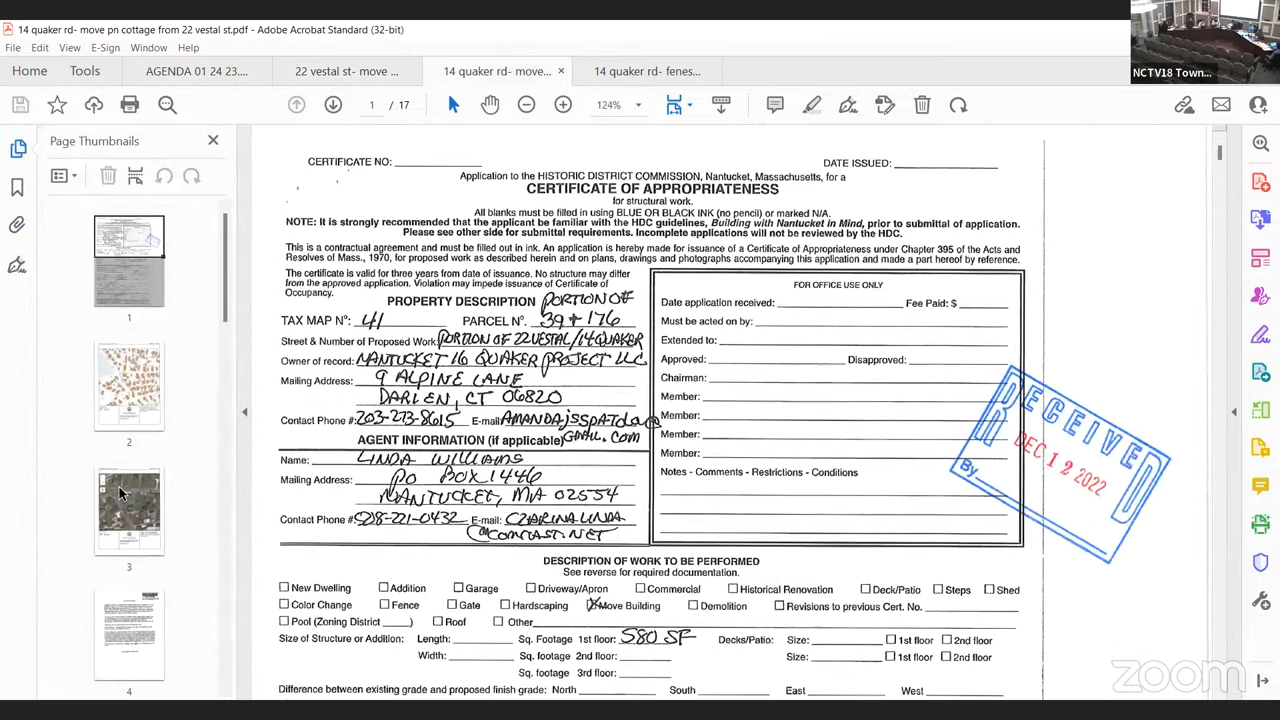 14 quaker rd- move pn cottage from 22 vestal st.pdf - Adobe Acrobat Standard (32-bit)
File Edit View E-Sign Window Help
Home Tools AGENDA 01 24 23.... 22 vestal st- move ... 14 quaker rd- move... × 14 quaker rd- fenes...
NCTV18 Town...
1 / 17 124%
Page Thumbnails
1
2
3
4
CERTIFICATE NO: DATE ISSUED:
Application to the HISTORIC DISTRICT COMMISSION, Nantucket, Massachusetts, for a
CERTIFICATE OF APPROPRIATENESS
for structural work.
All blanks must be filled in using BLUE OR BLACK INK (no pencil) or marked N/A.
NOTE: It is strongly recommended that the applicant be familiar with the HDC guidelines, Building with Nantucket in Mind, prior to submittal of application.
Please see other side for submittal requirements. Incomplete applications will not be reviewed by the HDC.
This is a contractual agreement and must be filled out in ink. An application is hereby made for issuance of a Certificate of Appropriateness under Chapter 395 of the Acts and
Resolves of Mass., 1970, for proposed work as described herein and on plans, drawings and photographs accompanying this application and made a part hereof by reference.
The certificate is valid for three years from date of issuance. No structure may differ
from the approved application. Violation may impede issuance of Certificate of
Occupancy.
PROPERTY DESCRIPTION PORTION OF
TAX MAP Nº: 41 PARCEL Nº. 39 + 176
Street & Number of Proposed Work: PORTION OF 22 VESTAL/14 QUAKER
Owner of record: NANTUCKET 16 QUAKER PROJECT LLC
Mailing Address: 9 ALPINE LANE
DARIEN, CT 06820
Contact Phone #: 203-273-8615 E-mail:
GMAIL.COM
AGENT INFORMATION (if applicable)
Name: LINDA WILLIAMS
Mailing Address: PO BOX 1446
NANTUCKET, MA 02554
Contact Phone #: 508-221-0432 E-mail: CZARINALINDA
@COMCAST.NET
FOR OFFICE USE ONLY
Date application received: Fee Paid: $
Must be acted on by:
Extended to:
Approved: Disapproved:
Chairman:
Member:
Member:
Member:
Member:
Notes - Comments - Restrictions - Conditions
RECEIVED
DEC 12 2022
By
DESCRIPTION OF WORK TO BE PERFORMED
See reverse for required documentation.
New Dwelling Addition Garage Driveway/Apron Commercial Historical Renovation Deck/Patio Steps Shed
Color Change Fence Gate Hardscaping Move Building Demolition Revisions to previous Cert. No.
Pool (Zoning District ) Roof Other
Size of Structure or Addition: Length: Sq. Footage 1st floor: 580 SF Decks/Patio: Size: 1st floor 2nd floor
Width: Sq. footage 2nd floor: Size: 1st floor 2nd floor
Sq. footage 3rd floor:
Difference between existing grade and proposed finish grade: North South East West
zoom